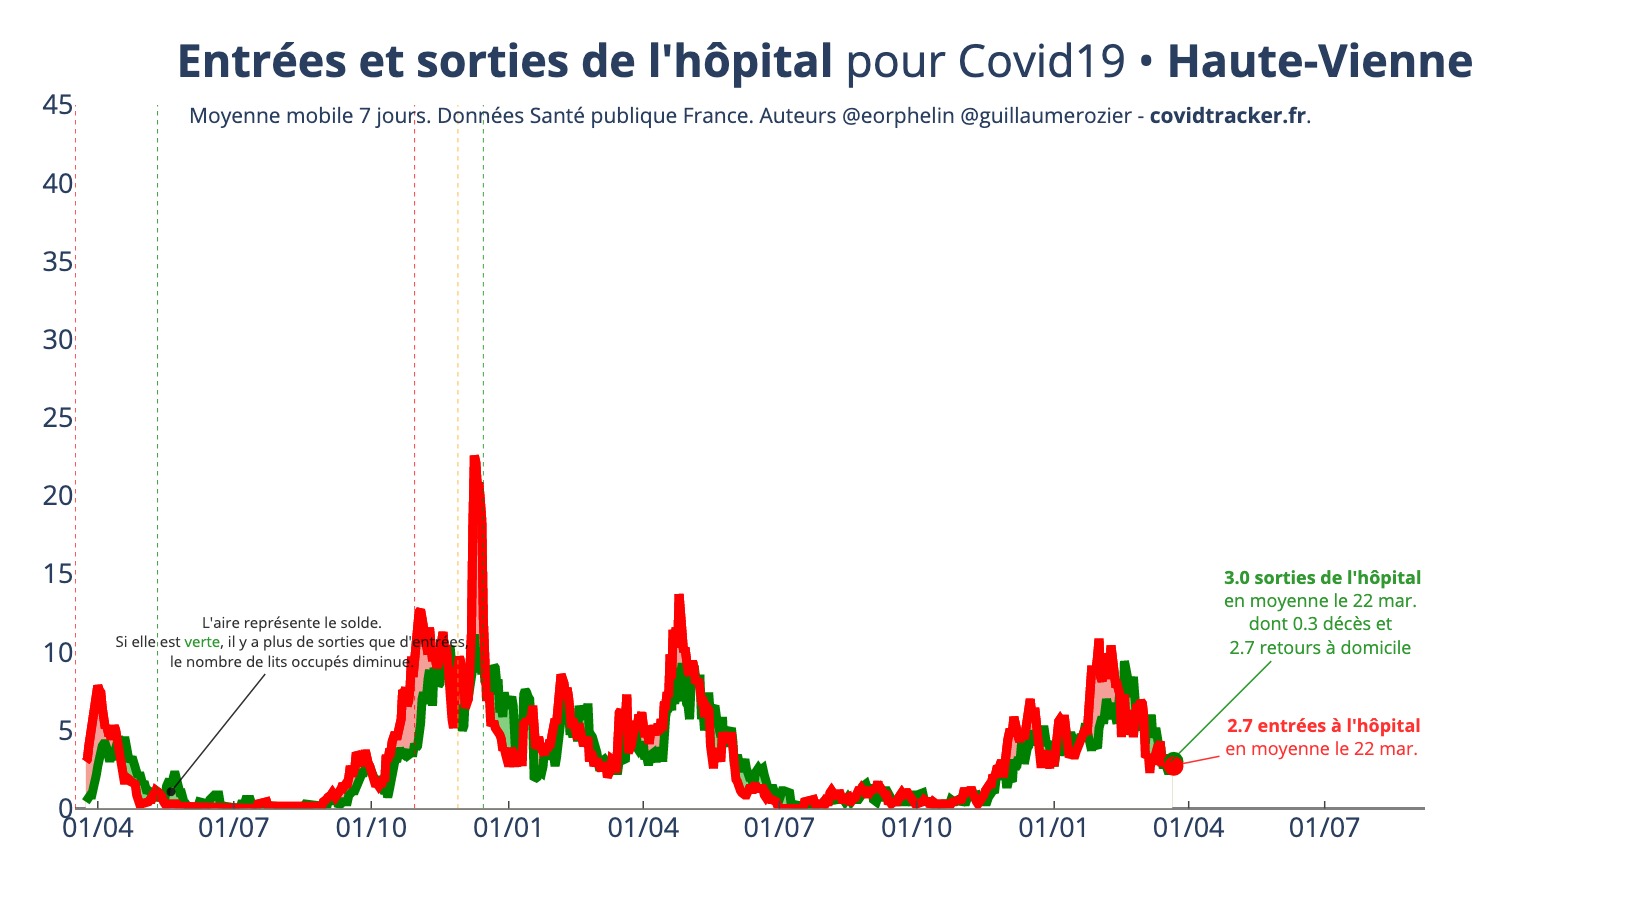 Entrées et sorties de l'hôpital pour Covid19 • Haute-Vienne
Moyenne mobile 7 jours. Données Santé publique France. Auteurs @eorphelin @guillaumerozier - covidtracker.fr.
45
40
35
30
25
20
15
10
5
0
L'aire représente le solde.
Si elle est verte, il y a plus de sorties que d'entrées,
le nombre de lits occupés diminue.
3.0 sorties de l'hôpital
en moyenne le 22 mar.
dont 0.3 décès et
2.7 retours à domicile
2.7 entrées à l'hôpital
en moyenne le 22 mar.
01/04 01/07 01/10 01/01 01/04 01/07 01/10 01/01 01/04 01/07